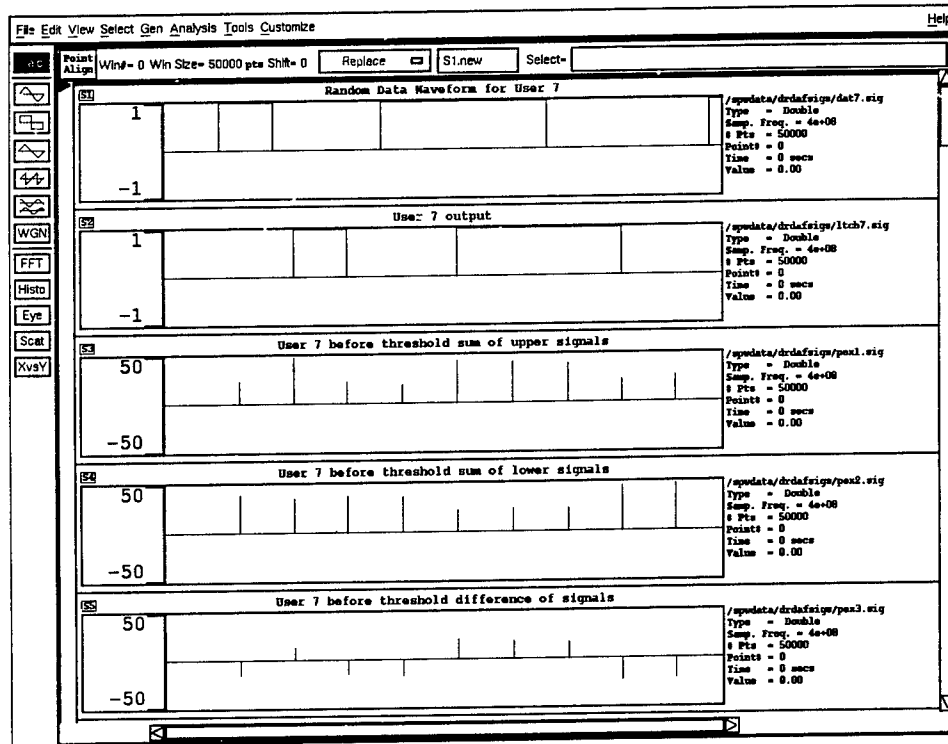 File Edit View Select Gen Analysis Tools Customize
Help
Point Align
Win#= 0 Win Size= 50000 pts Shift= 0
Replace
S1.new
Select=
S1
Random Data Waveform for User 7
1
-1
/spwdata/drdafsigs/dat7.sig
Type = Double
Samp. Freq. = 4e+08
# Pts = 50000
Point# = 0
Time = 0 secs
Value = 0.00
S2
User 7 output
1
-1
/spwdata/drdafsigs/ltch7.sig
Type = Double
Samp. Freq. = 4e+08
# Pts = 50000
Point# = 0
Time = 0 secs
Value = 0.00
S3
User 7 before threshold sum of upper signals
50
-50
/spwdata/drdafsigs/pex1.sig
Type = Double
Samp. Freq. = 4e+08
# Pts = 50000
Point# = 0
Time = 0 secs
Value = 0.00
S4
User 7 before threshold sum of lower signals
50
-50
/spwdata/drdafsigs/pex2.sig
Type = Double
Samp. Freq. = 4e+08
# Pts = 50000
Point# = 0
Time = 0 secs
Value = 0.00
S5
User 7 before threshold difference of signals
50
-50
/spwdata/drdafsigs/pex3.sig
Type = Double
Samp. Freq. = 4e+08
# Pts = 50000
Point# = 0
Time = 0 secs
Value = 0.00
WGN
FFT
Histo
Eye
Scat
XvsY